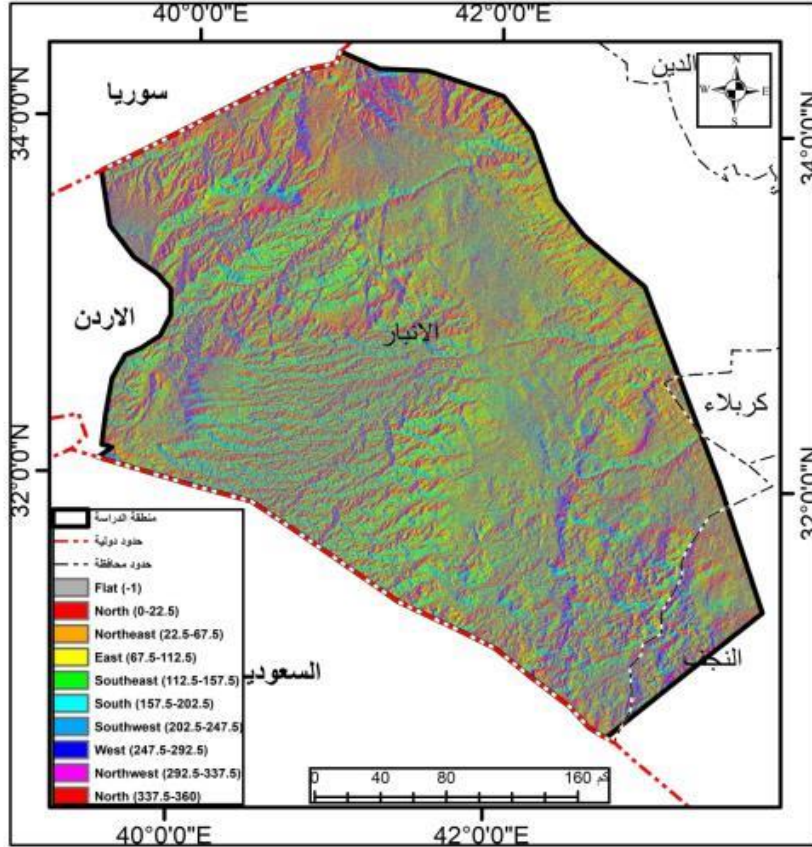 40°0'0"E 42°0'0"E
34°0'0"N
34°0'0"N
32°0'0"N
32°0'0"N
سوريا
الدين
N
W E
S
الاردن
الانبار
كربلاء
النجف
السعودية
منطقة الدراسة
حدود دولية
حدود محافظة
Flat (-1)
North (0-22.5)
Northeast (22.5-67.5)
East (67.5-112.5)
Southeast (112.5-157.5)
South (157.5-202.5)
Southwest (202.5-247.5)
West (247.5-292.5)
Northwest (292.5-337.5)
North (337.5-360)
0 40 80 160 كم
40°0'0"E 42°0'0"E